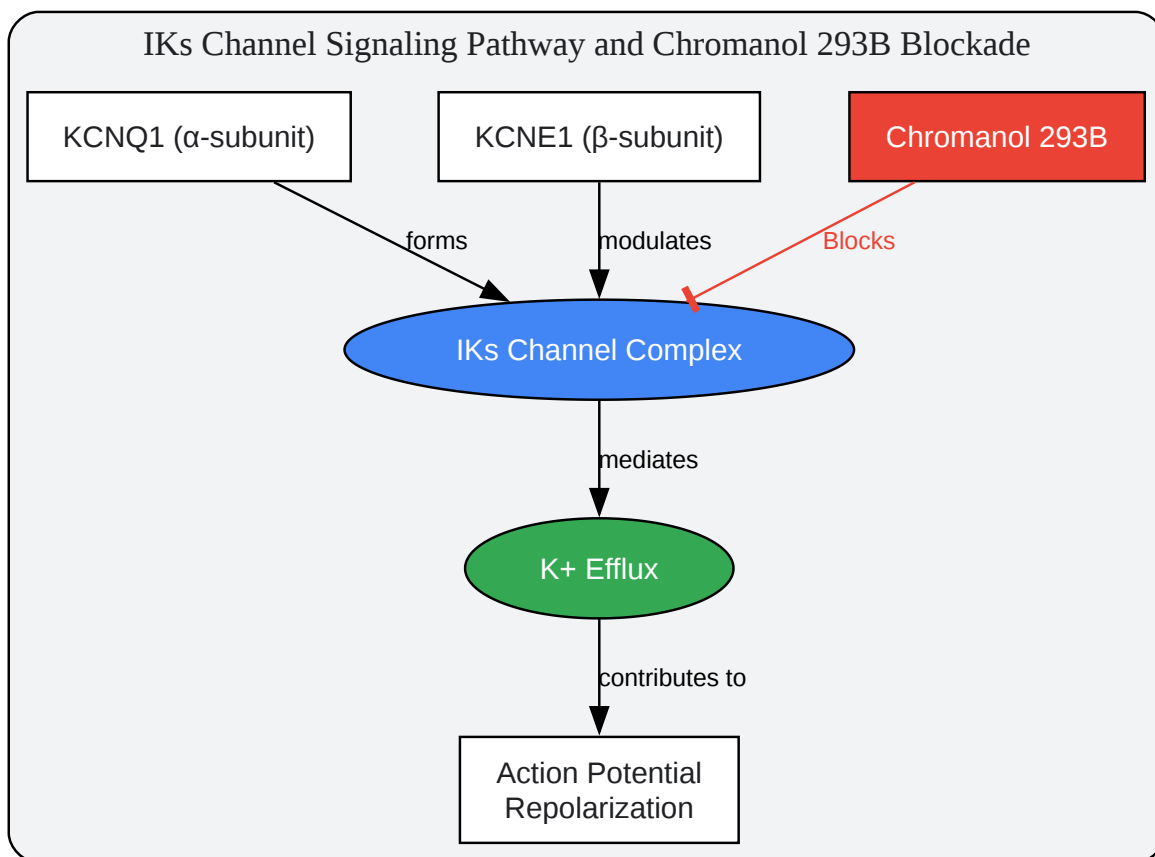 IKs Channel Signaling Pathway and Chromanol 293B Blockade
KCNQ1 (α-subunit)
KCNE1 (β-subunit)
Chromanol 293B
forms
modulates
Blocks
IKs Channel Complex
mediates
K+ Efflux
contributes to
Action Potential
Repolarization